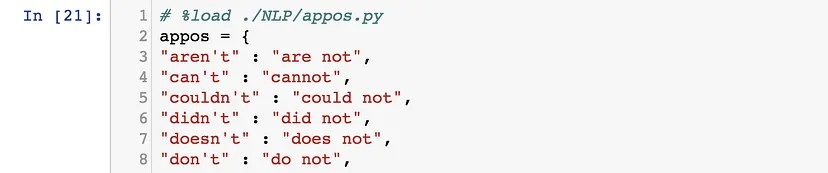 In [21]: 1 # %load ./NLP/appos.py
2 appos = {
3 "aren't" : "are not",
4 "can't" : "cannot",
5 "couldn't" : "could not",
6 "didn't" : "did not",
7 "doesn't" : "does not",
8 "don't" : "do not",